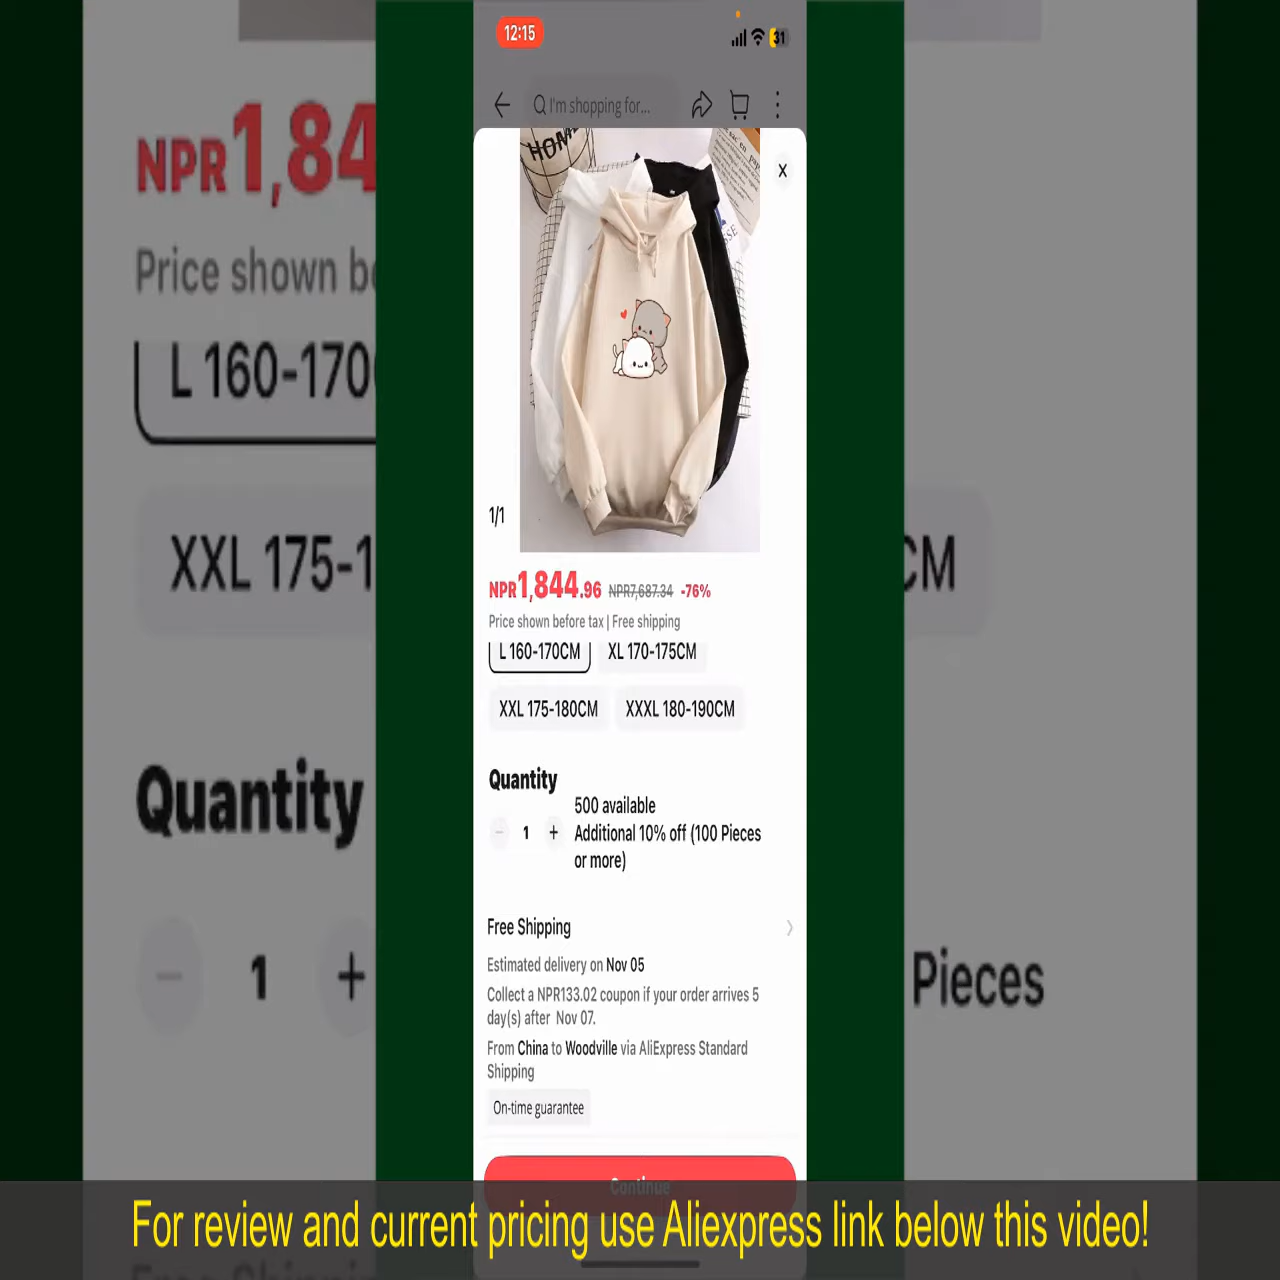 12:15
31
I'm shopping for...
HOME
X
1/1
NPR1,844.96 NPR7,687.34 -76%
Price shown before tax | Free shipping
L 160-170CM XL 170-175CM
XXL 175-180CM XXXL 180-190CM
Quantity
500 available
- 1 + Additional 10% off (100 Pieces
or more)
Free Shipping
Estimated delivery on Nov 05
Collect a NPR133.02 coupon if your order arrives 5
day(s) after Nov 07.
From China to Woodville via AliExpress Standard
Shipping
On-time guarantee
Continue
NPR1,84
Price shown be
L 160-170
XXL 175-1
CM
Quantity
- 1 +
Pieces
For review and current pricing use Aliexpress link below this video!